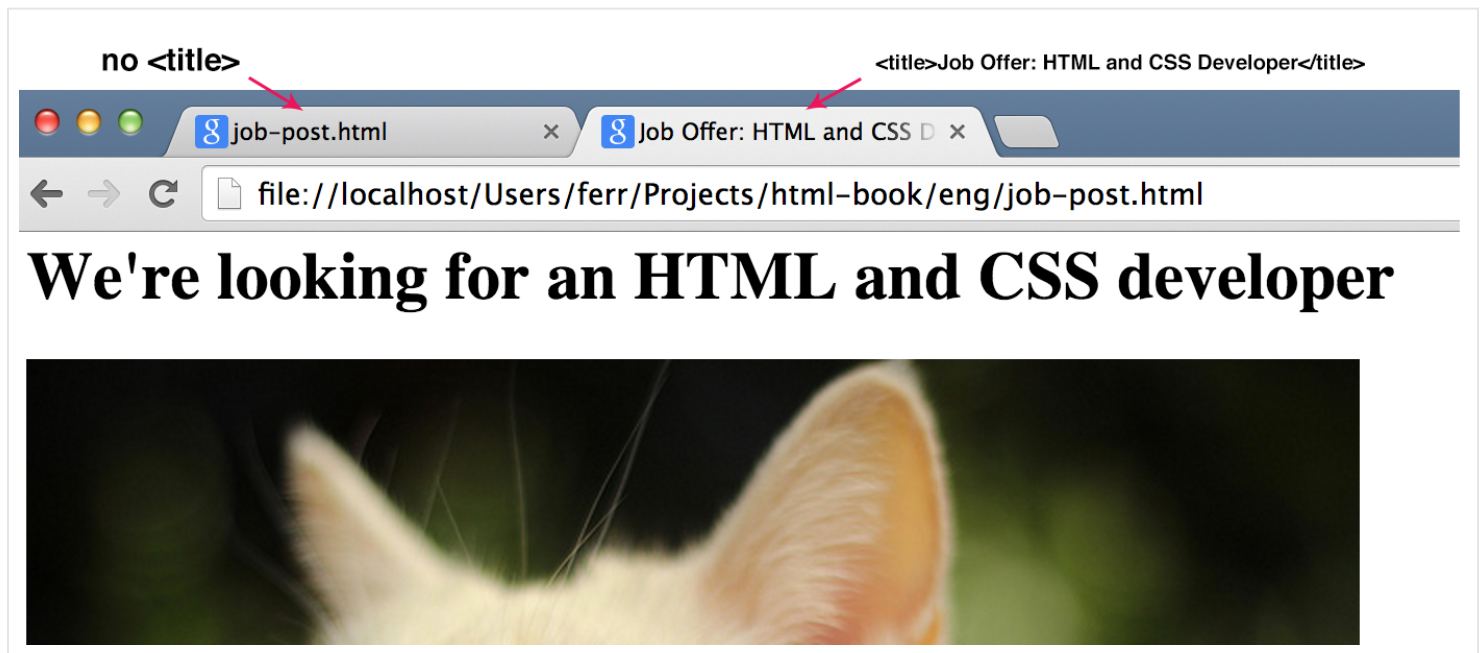 no <title>
<title>Job Offer: HTML and CSS Developer</title>
g job-post.html ×
g Job Offer: HTML and CSS D ×
file://localhost/Users/ferr/Projects/html-book/eng/job-post.html
We're looking for an HTML and CSS developer